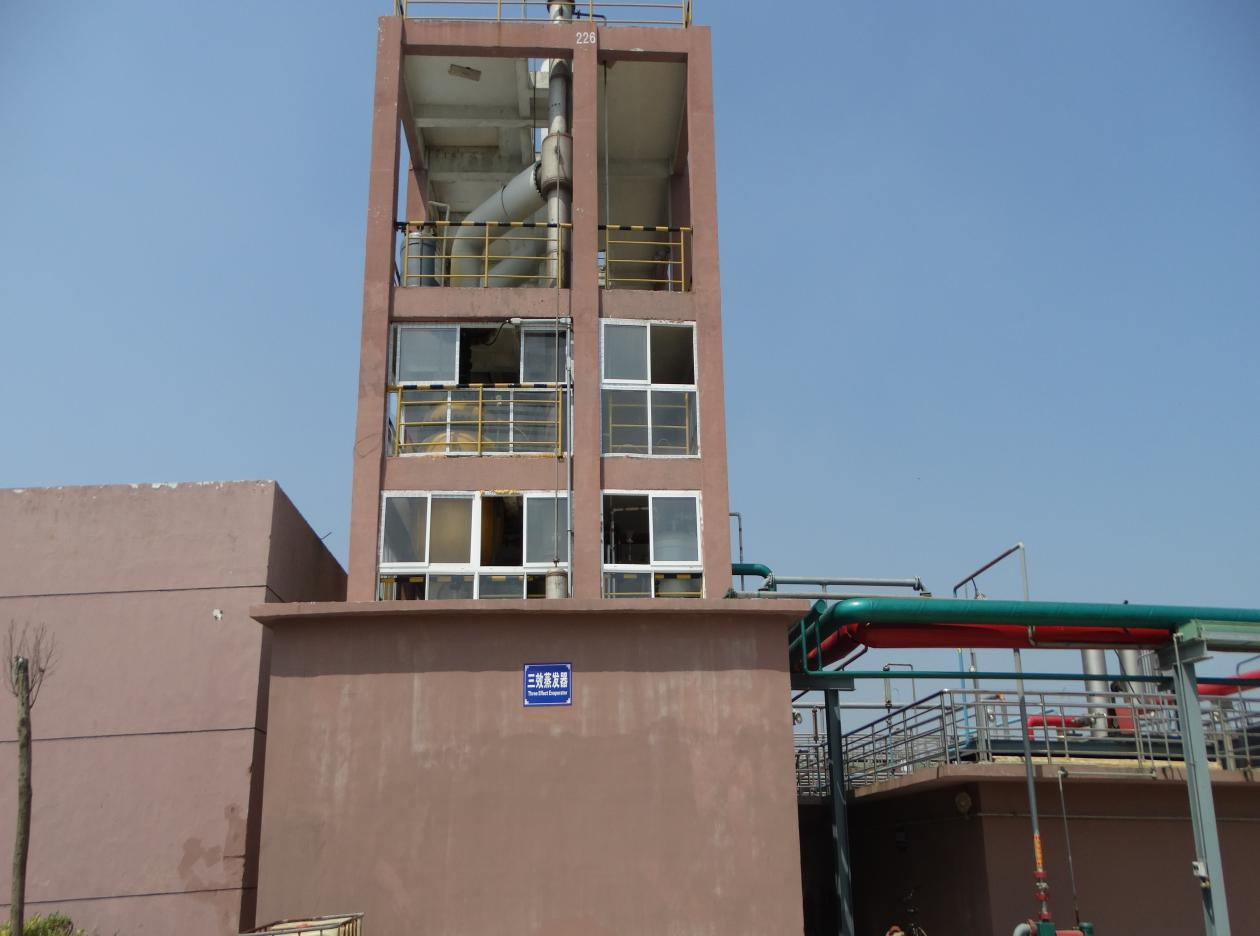 226
三效蒸发器
Three Effect Evaporator